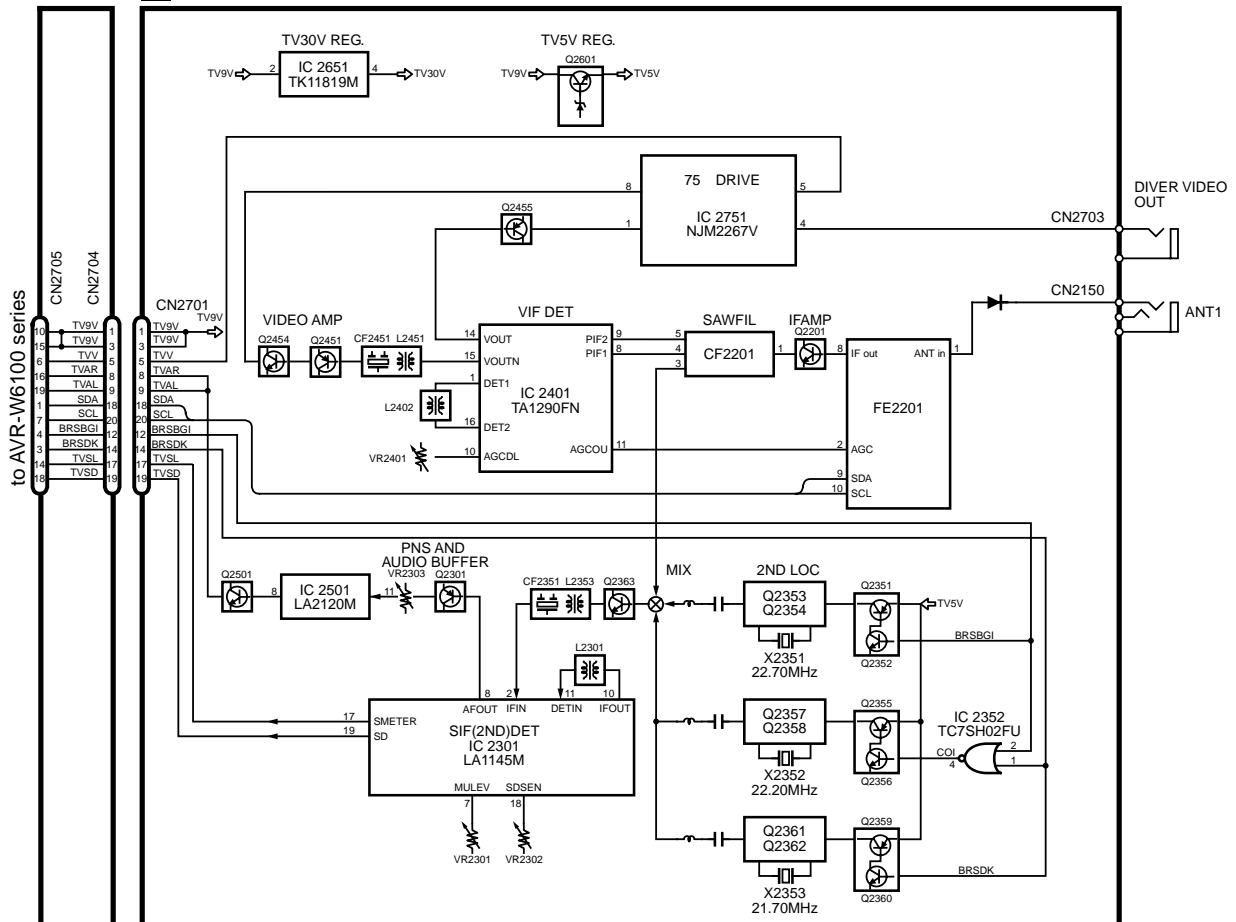 TV30V REG.
TV9V 2 IC 2651 4 TV30V
TK11819M
TV5V REG.
Q2601
TV9V TV5V
8 75 DRIVE 5
IC 2751
1 NJM2267V 4
Q2455
DIVER VIDEO
OUT
CN2703
CN2150
ANT1
to AVR-W6100 series
CN2705
CN2704
CN2701
TV9V
10 TV9V 1
15 TV9V 3
6 TVV 5
16 TVAR 8
19 TVAL 9
1 SDA 18
7 SCL 20
4 BRSBGI 12
3 BRSDK 14
14 TVSL 17
18 TVSD 19
1 TV9V
3 TV9V
5 TVV
8 TVAR
9 TVAL
18 SDA
20 SCL
12 BRSBGI
14 BRSDK
17 TVSL
19 TVSD
VIDEO AMP
Q2454 Q2451 CF2451 L2451
VIF DET
14 VOUT PIF2 9
15 VOUTN PIF1 8
1 DET1
IC 2401
TA1290FN
16 DET2
10 AGCDL AGCOU 11
L2402
VR2401
SAWFIL
5
4 CF2201 1
3
IFAMP
Q2201
8 IF out ANT in 1
FE2201
2 AGC
9 SDA
10 SCL
PNS AND
AUDIO BUFFER
Q2501 8 IC 2501 11 VR2303 Q2301
LA2120M
CF2351 L2353 Q2363
MIX
L2301
8 2 11 10
AFOUT IFIN DETIN IFOUT
17 SMETER
19 SD
SIF(2ND)DET
IC 2301
LA1145M
MULEV SDSEN
7 18
VR2301 VR2302
2ND LOC
Q2353
Q2354
X2351
22.70MHz
Q2351
TV5V
BRSBGI
Q2352
Q2357
Q2358
X2352
22.20MHz
Q2355
COI
4
Q2356
IC 2352
TC7SH02FU
2
1
Q2361
Q2362
X2353
21.70MHz
Q2359
BRSDK
Q2360